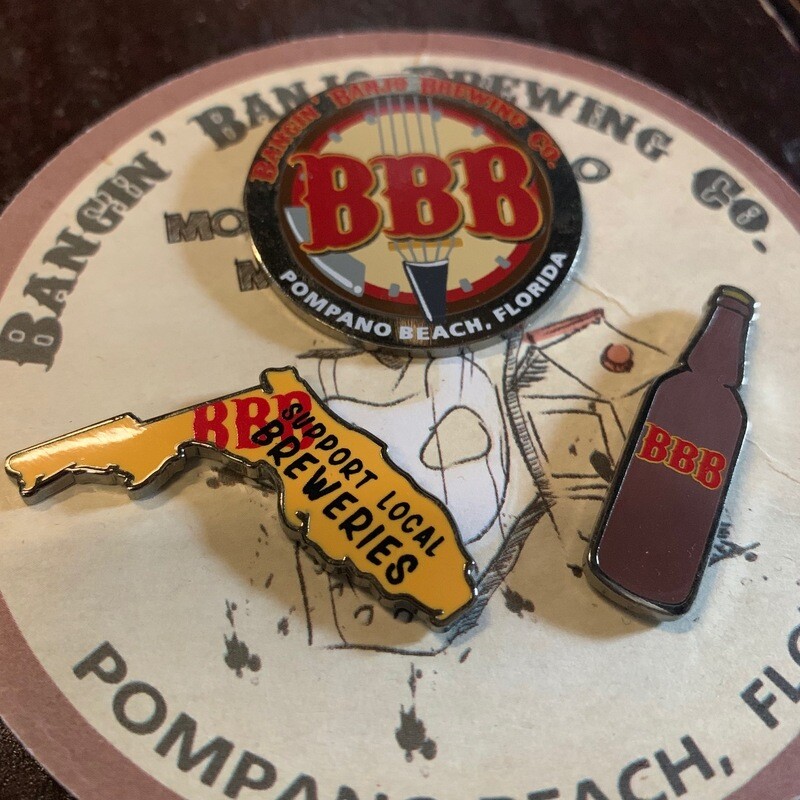 BANGIN' BANJO BREWING CO.
BANGIN' BANJO BREWING CO.
BBB
POMPANO BEACH, FLORIDA
BBB
SUPPORT LOCAL
BREWERIES
BBB
POMPANO BEACH,